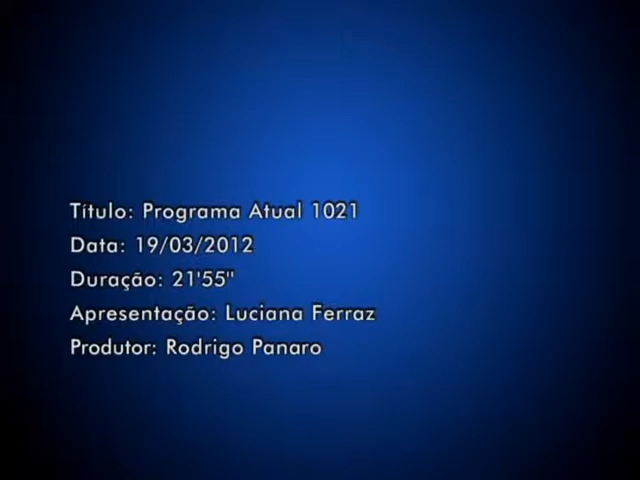 Título: Programa Atual 1021
Data: 19/03/2012
Duração: 21'55"
Apresentação: Luciana Ferraz
Produtor: Rodrigo Panaro